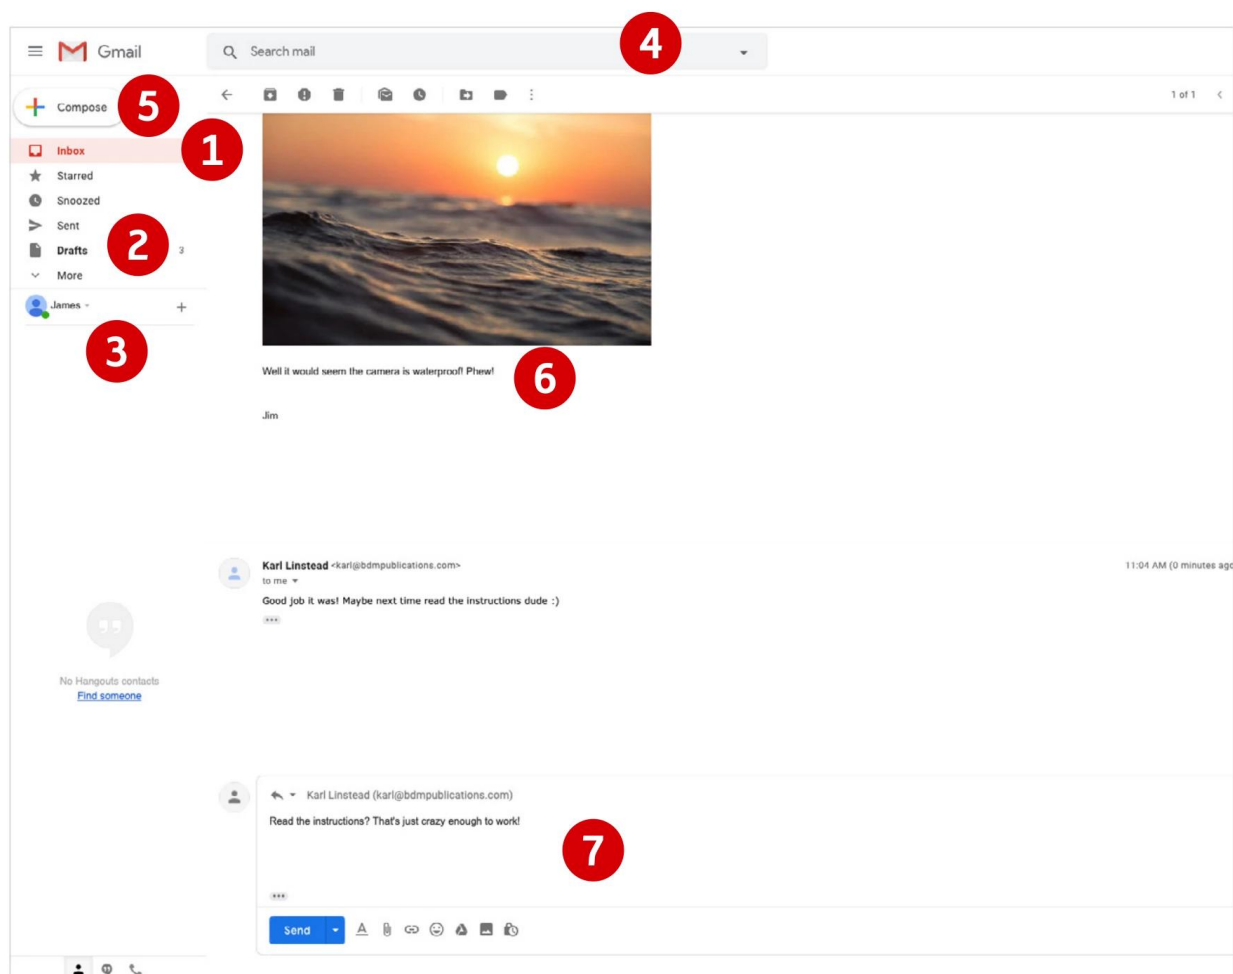 Gmail
Search mail
4
Compose
5
1 of 1
Inbox
1
Starred
Snoozed
Sent
2
Drafts
3
More
James
3
Well it would seem the camera is waterproof! Phew!
6
Jim
Karl Linstead <karl@bdmpublications.com>
11:04 AM (0 minutes ago
to me
Good job it was! Maybe next time read the instructions dude :)
No Hangouts contacts
Find someone
Karl Linstead (karl@bdmpublications.com)
Read the instructions? That's just crazy enough to work!
7
Send